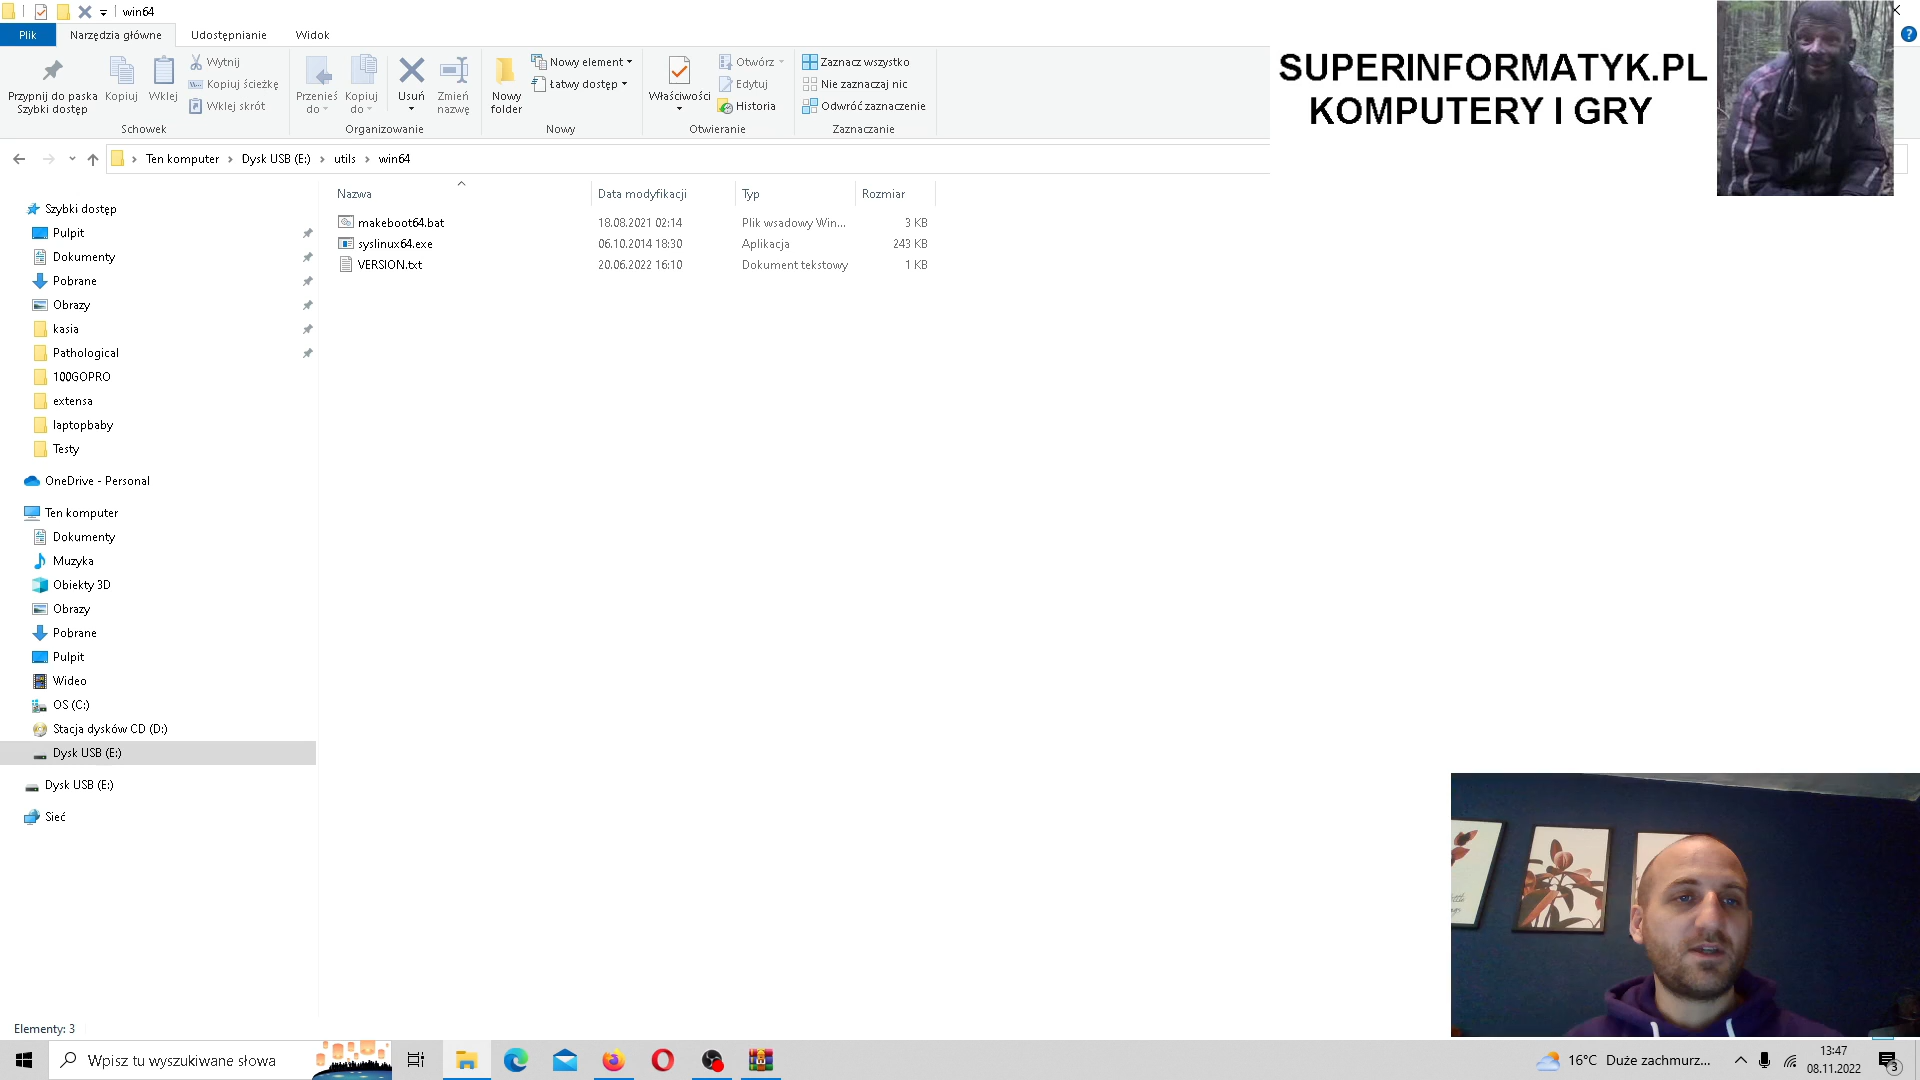 win64
Plik
Narzędzia główne
Udostępnianie
Widok
Przypnij do paska
Szybki dostęp
Kopiuj
Wklej
Wytnij
Kopiuj ścieżkę
Wklej skrót
Schowek
Przenieś
do
Kopiuj
do
Usuń
Zmień
nazwę
Organizowanie
Nowy
folder
Nowy element
Łatwy dostęp
Nowy
Właściwości
Otwórz
Edytuj
Historia
Otwieranie
Zaznacz wszystko
Nie zaznaczaj nic
Odwróć zaznaczenie
Zaznaczanie
SUPERINFORMATYK.PL
KOMPUTERY I GRY
Ten komputer
Dysk USB (E:)
utils
win64
Nazwa
Data modyfikacji
Typ
Rozmiar
makeboot64.bat
18.08.2021 02:14
Plik wsadowy Win...
3 KB
syslinux64.exe
06.10.2014 18:30
Aplikacja
243 KB
VERSION.txt
20.06.2022 16:10
Dokument tekstowy
1 KB
Szybki dostęp
Pulpit
Dokumenty
Pobrane
Obrazy
kasia
Pathological
100GOPRO
extensa
laptopbaby
Testy
OneDrive - Personal
Ten komputer
Dokumenty
Muzyka
Obiekty 3D
Obrazy
Pobrane
Pulpit
Wideo
OS (C:)
Stacja dysków CD (D:)
Dysk USB (E:)
Dysk USB (E:)
Sieć
Elementy: 3
Wpisz tu wyszukiwane słowa
16°C Duże zachmurz...
13:47
08.11.2022
3